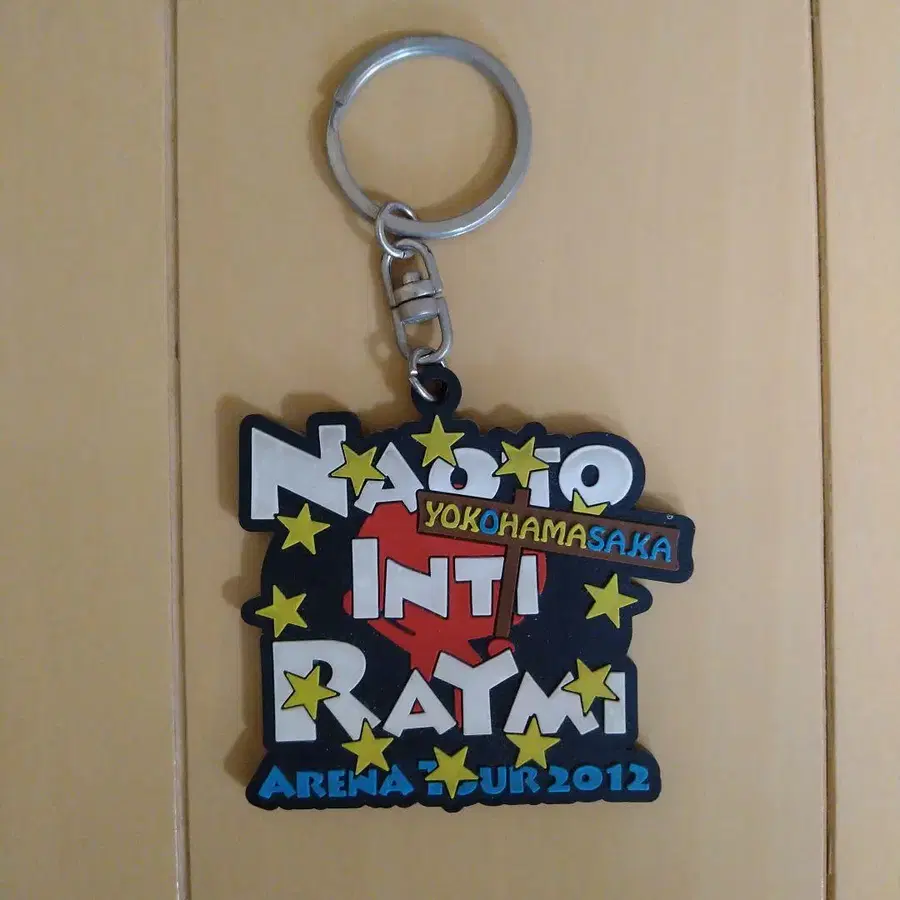 NAOTO
YOKOHAMASAKA
INTI
RAYMI
ARENA TOUR 2012